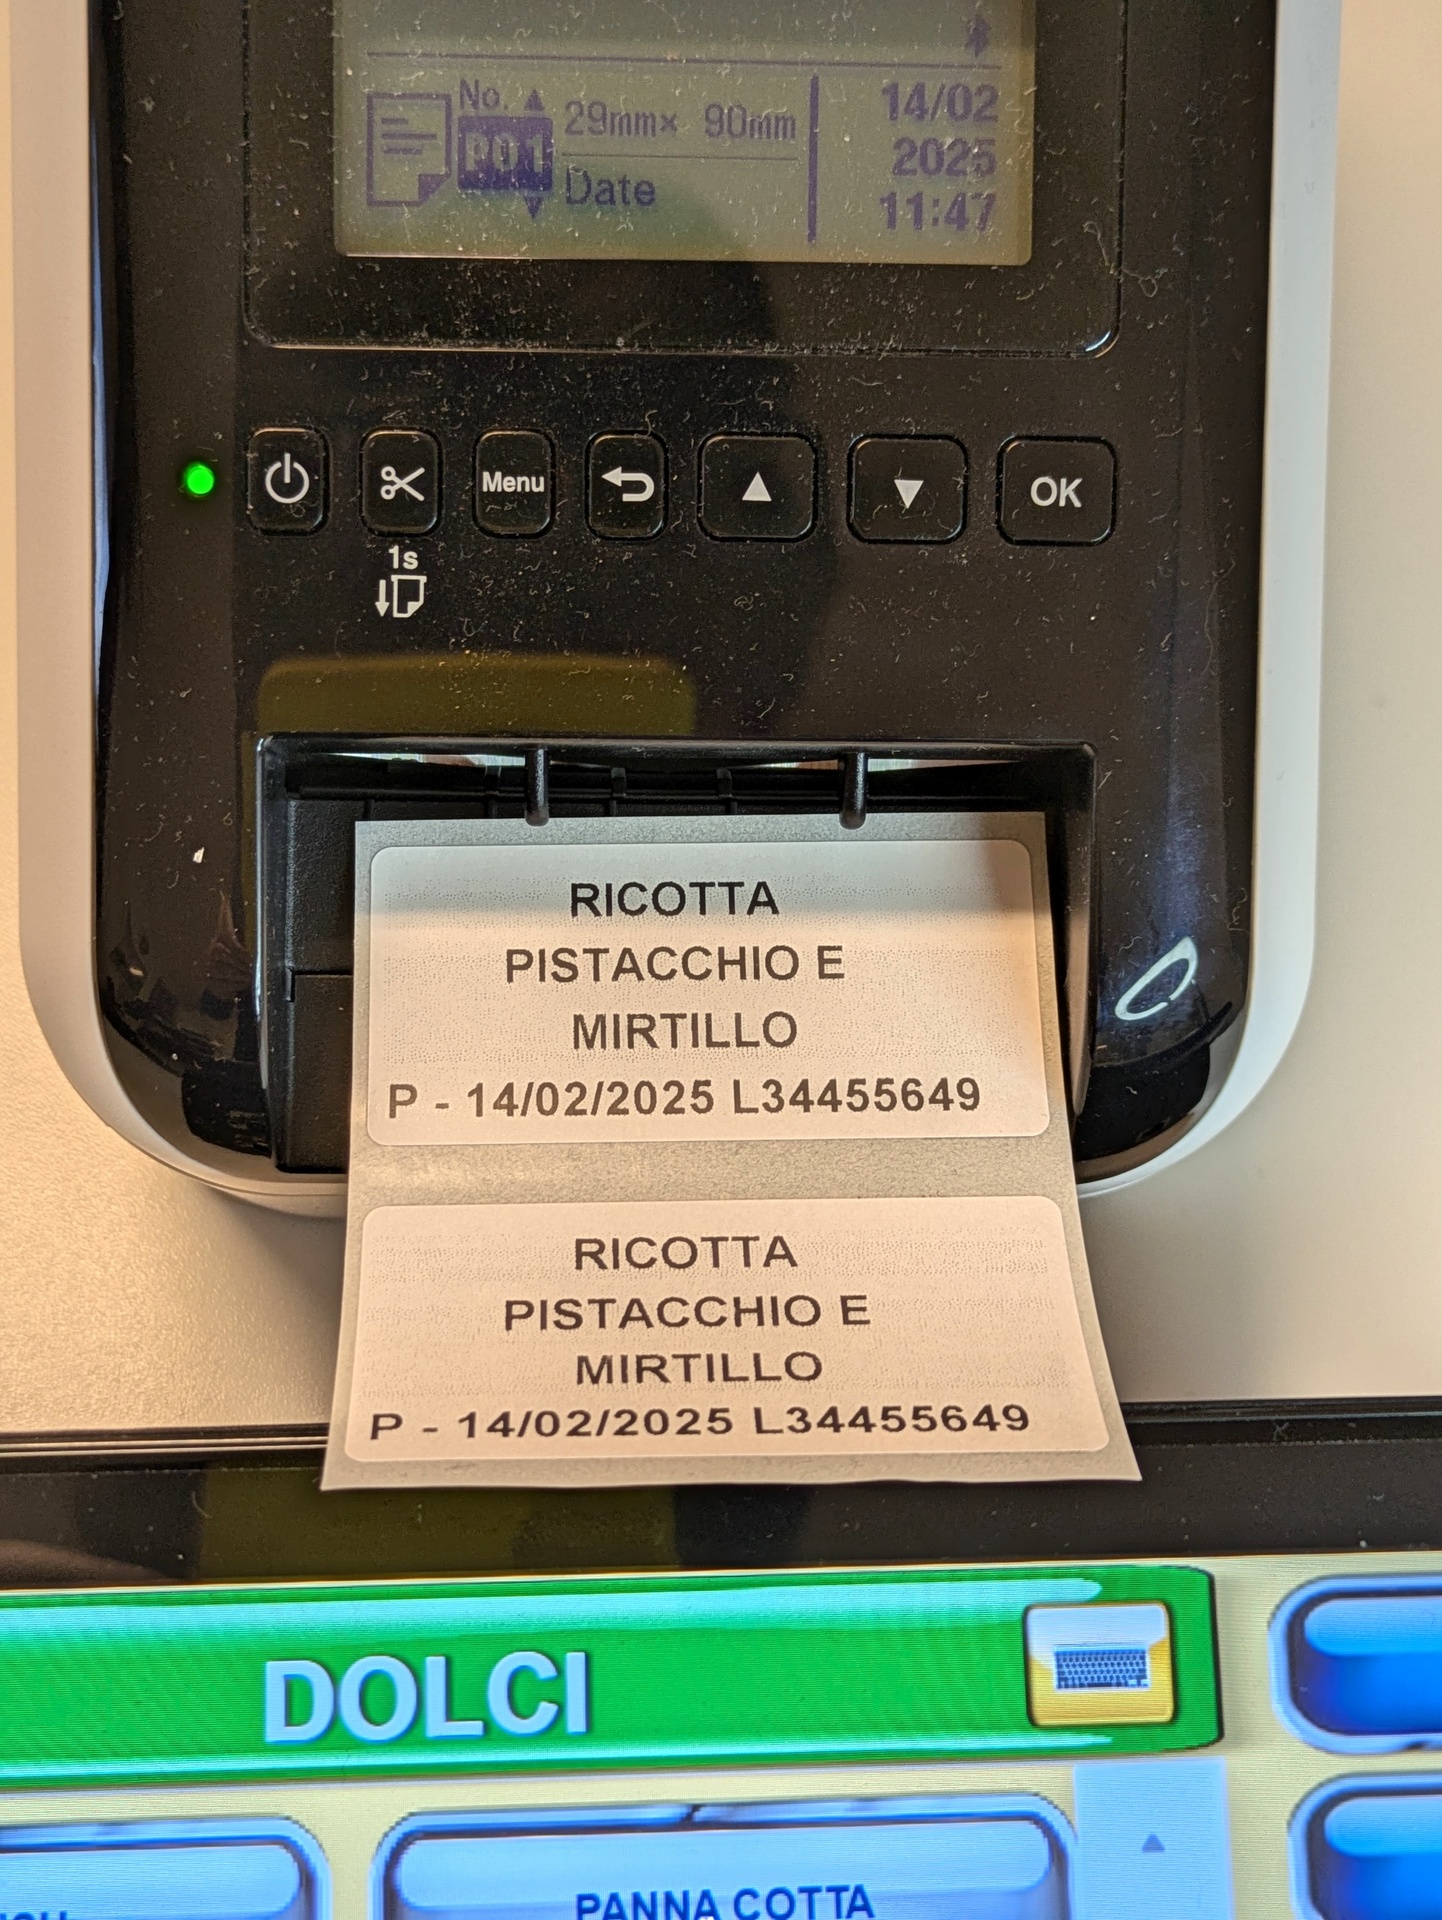 No.
P01
29mm× 90mm
Date
14/02
2025
11:47
Menu
OK
1s
RICOTTA
PISTACCHIO E
MIRTILLO
P - 14/02/2025 L34455649
RICOTTA
PISTACCHIO E
MIRTILLO
P - 14/02/2025 L34455649
DOLCI
PANNA COTTA